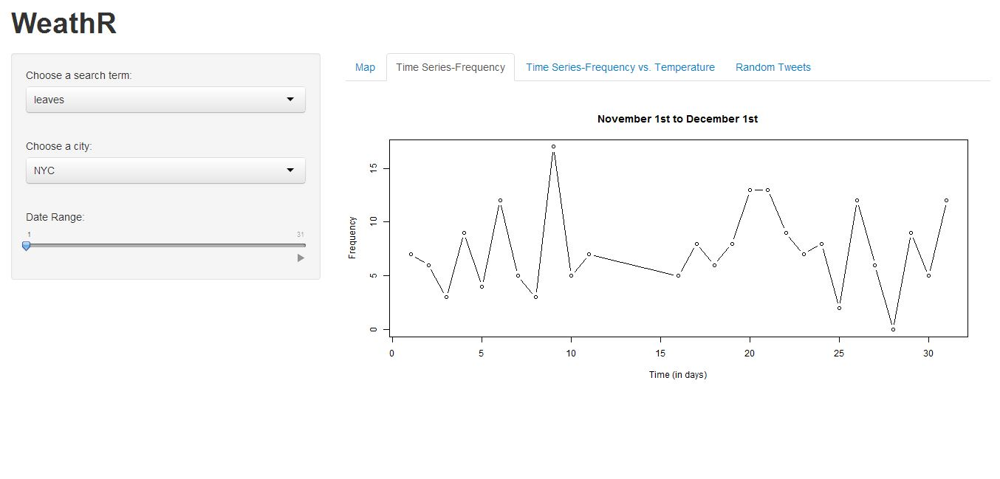 WeathR
Choose a search term:
leaves
Choose a city:
NYC
Date Range:
1 31
Map Time Series-Frequency Time Series-Frequency vs. Temperature Random Tweets
November 1st to December 1st
Frequency
15
10
5
0
0 5 10 15 20 25 30
Time (in days)